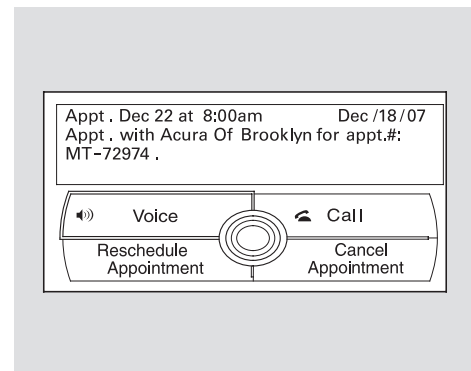 Appt. Dec 22 at 8:00am Dec/18/07
Appt. with Acura Of Brooklyn for appt.#:
MT-72974.
Voice Call
Reschedule Appointment Cancel Appointment